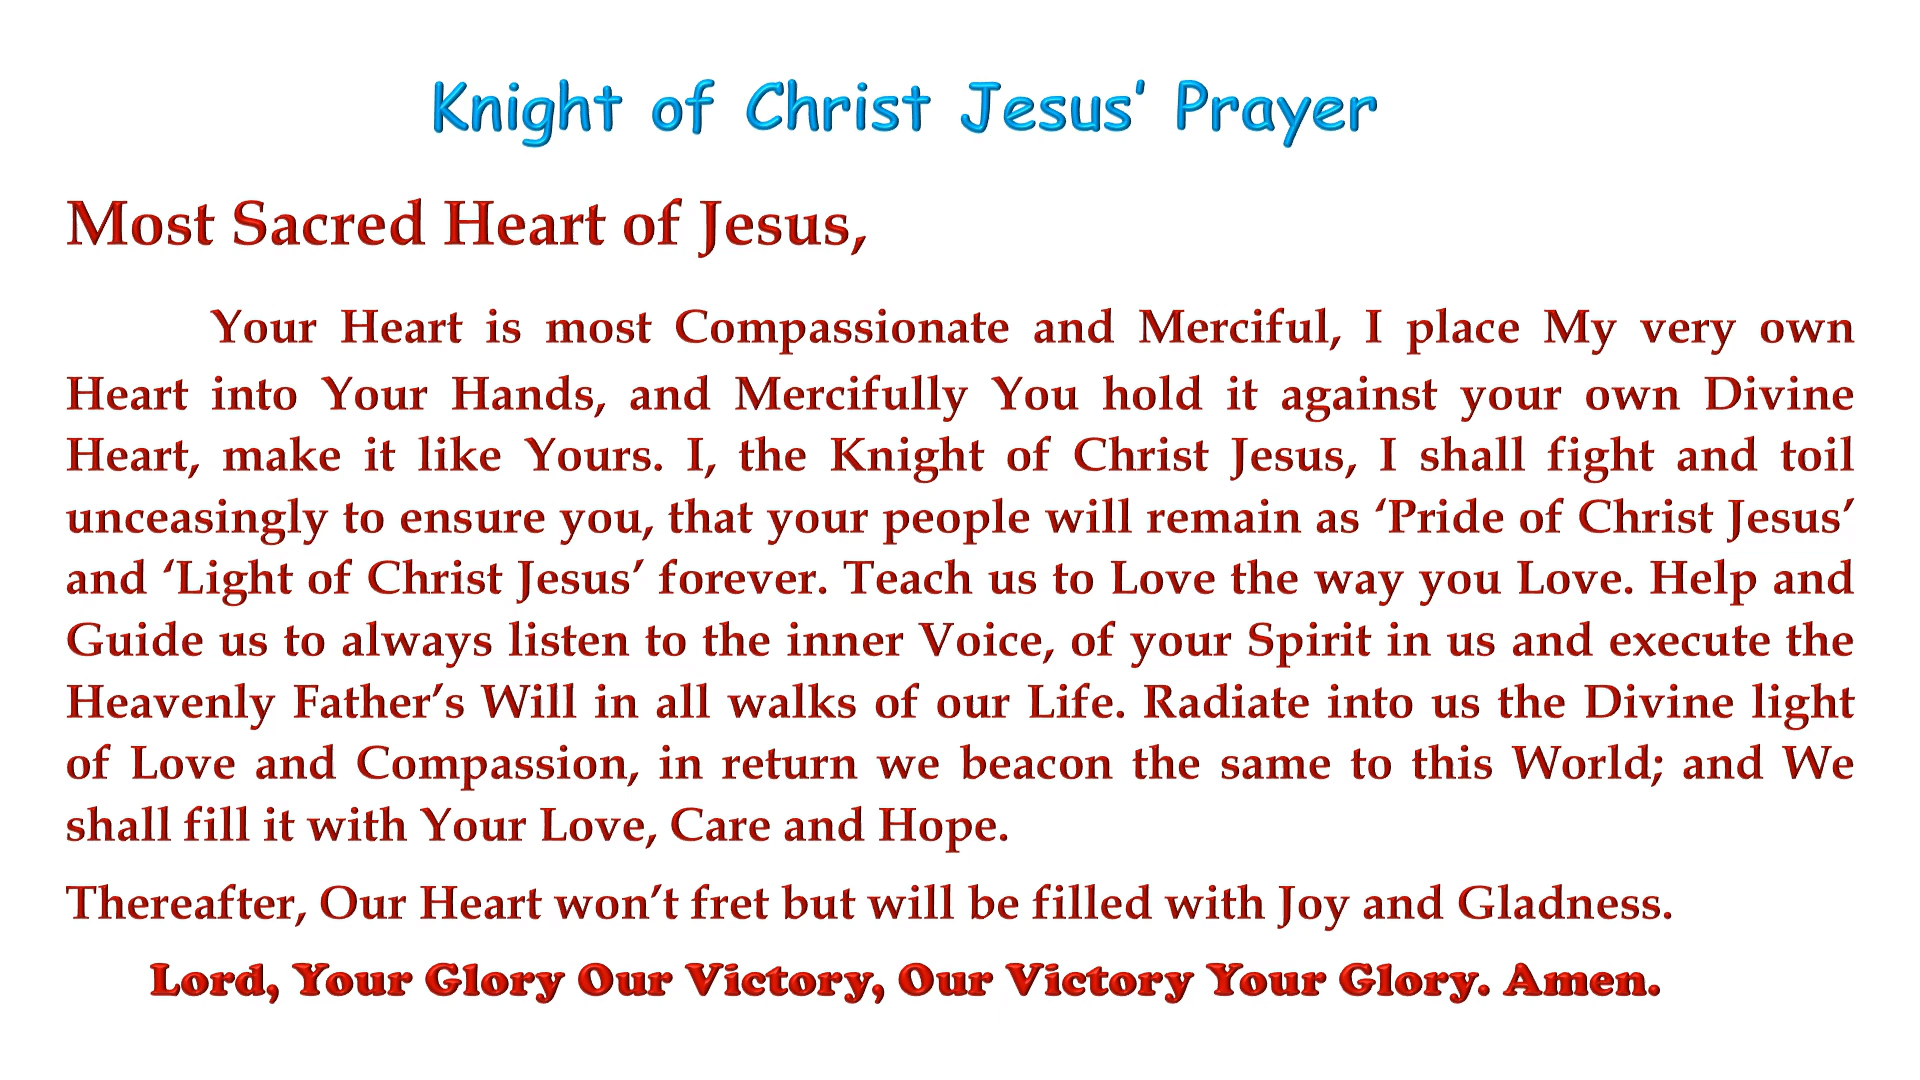 Knight of Christ Jesus’ Prayer
Most Sacred Heart of Jesus,
Your Heart is most Compassionate and Merciful, I place My very own
Heart into Your Hands, and Mercifully You hold it against your own Divine
Heart, make it like Yours. I, the Knight of Christ Jesus, I shall fight and toil
unceasingly to ensure you, that your people will remain as ‘Pride of Christ Jesus’
and ‘Light of Christ Jesus’ forever. Teach us to Love the way you Love. Help and
Guide us to always listen to the inner Voice, of your Spirit in us and execute the
Heavenly Father’s Will in all walks of our Life. Radiate into us the Divine light
of Love and Compassion, in return we beacon the same to this World; and We
shall fill it with Your Love, Care and Hope.
Thereafter, Our Heart won’t fret but will be filled with Joy and Gladness.
Lord, Your Glory Our Victory, Our Victory Your Glory. Amen.